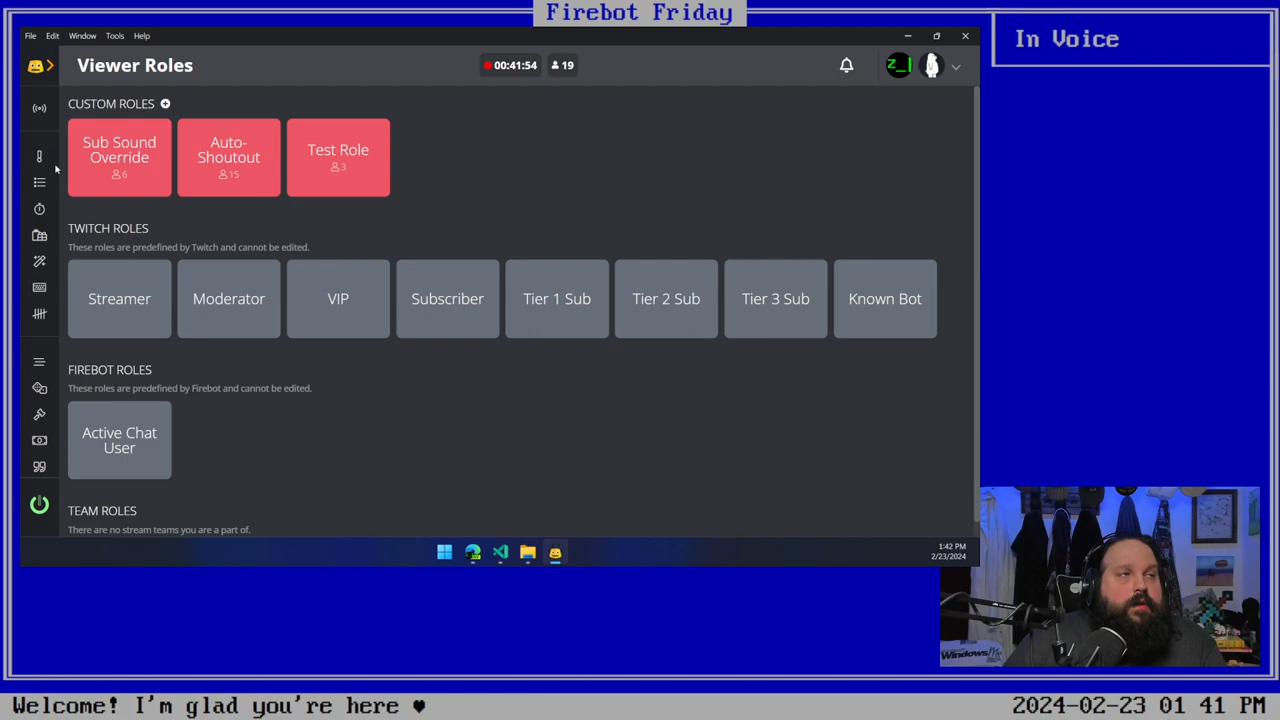 Firebot Friday
In Voice
File Edit Window Tools Help
Viewer Roles
00:41:54
19
z_|
CUSTOM ROLES
Sub Sound
Override
6
Auto-
Shoutout
15
Test Role
3
TWITCH ROLES
These roles are predefined by Twitch and cannot be edited.
Streamer
Moderator
VIP
Subscriber
Tier 1 Sub
Tier 2 Sub
Tier 3 Sub
Known Bot
FIREBOT ROLES
These roles are predefined by Firebot and cannot be edited.
Active Chat
User
TEAM ROLES
There are no stream teams you are a part of.
1:42 PM
2/23/2024
Windows Me
Welcome! I'm glad you're here ♥
2024-02-23 01 41 PM